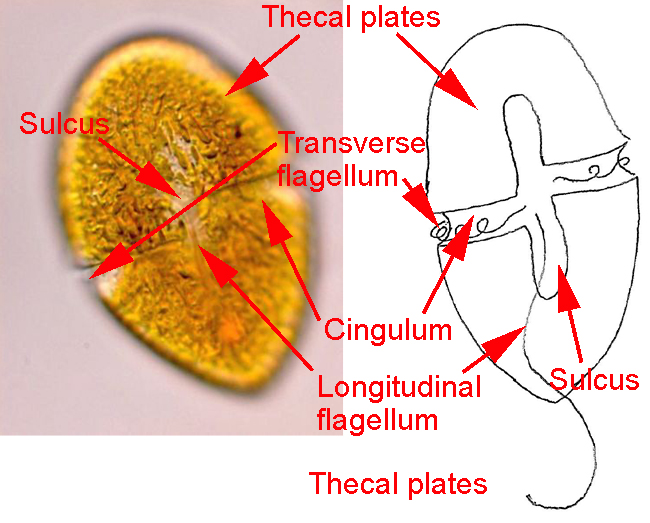 Thecal plates
Sulcus
Transverse
flagellum
Cingulum
Longitudinal
flagellum
Sulcus
Thecal plates